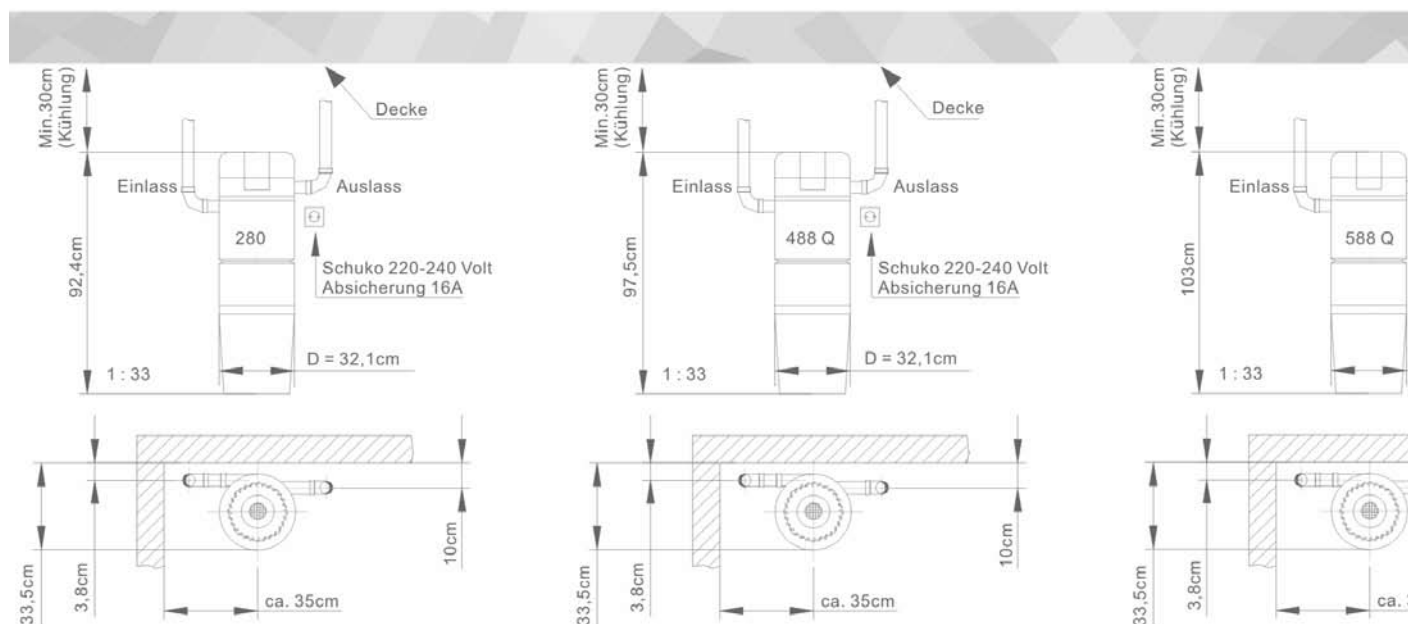 Min.30cm
(Kühlung)
Decke
Einlass
Auslass
280
92,4cm
Schuko 220-240 Volt
Absicherung 16A
D = 32,1cm
1 : 33
33,5cm
3,8cm
10cm
ca. 35cm
Min.30cm
(Kühlung)
Decke
Einlass
Auslass
488 Q
97,5cm
Schuko 220-240 Volt
Absicherung 16A
D = 32,1cm
1 : 33
33,5cm
3,8cm
10cm
ca. 35cm
Min.30cm
(Kühlung)
Einlass
588 Q
103cm
1 : 33
33,5cm
3,8cm
ca.